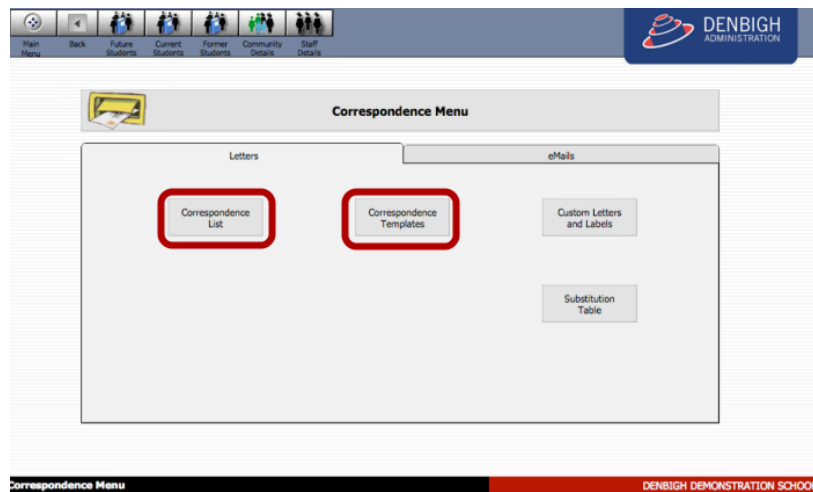 Main Menu
Back
Future Students
Current Students
Former Students
Community Details
Staff Details
DENBIGH
ADMINISTRATION
Correspondence Menu
Letters
eMails
Correspondence
List
Correspondence
Templates
Custom Letters
and Labels
Substitution
Table
Correspondence Menu
DENBIGH DEMONSTRATION SCHOO